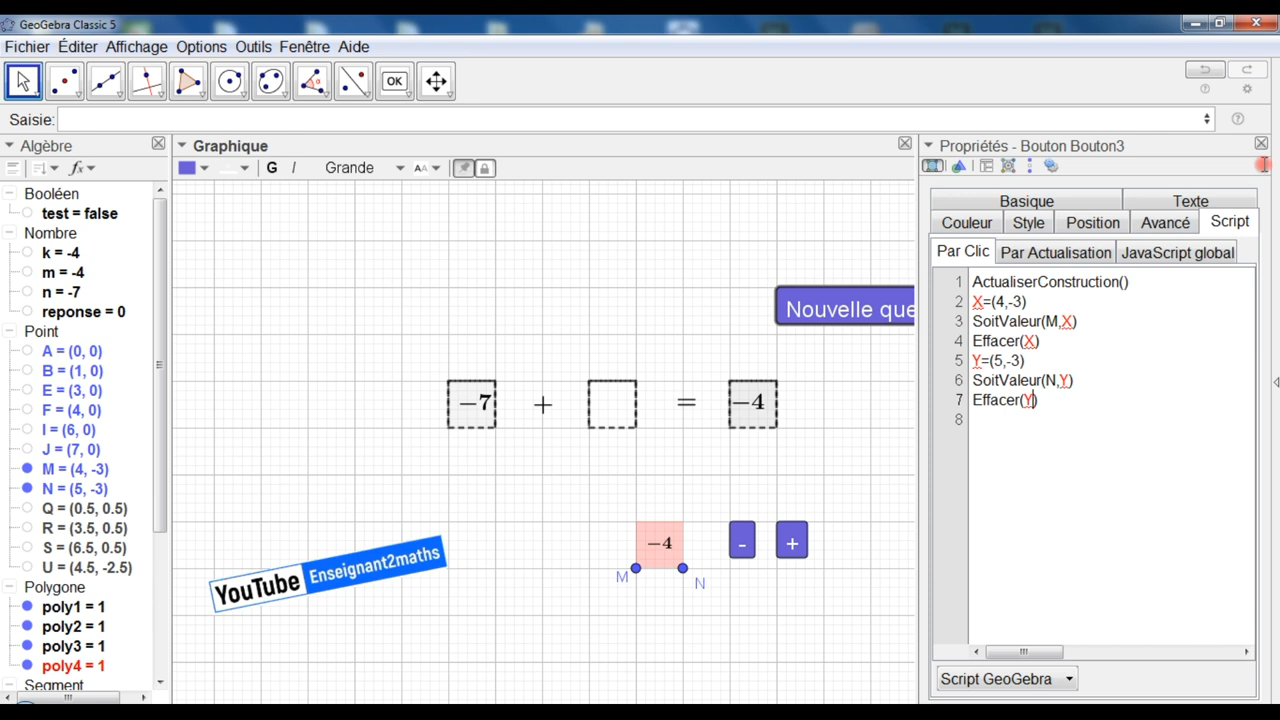 GeoGebra Classic 5
Fichier Éditer Affichage Options Outils Fenêtre Aide
OK
Saisie:
Algèbre
Booléen
test = false
Nombre
k = -4
m = -4
n = -7
reponse = 0
Point
A = (0, 0)
B = (1, 0)
E = (3, 0)
F = (4, 0)
I = (6, 0)
J = (7, 0)
M = (4, -3)
N = (5, -3)
Q = (0.5, 0.5)
R = (3.5, 0.5)
S = (6.5, 0.5)
U = (4.5, -2.5)
Polygone
poly1 = 1
poly2 = 1
poly3 = 1
poly4 = 1
Segment
Graphique
G I Grande AA
Nouvelle que
−7 + = −4
−4 - +
M N
YouTube Enseignant2maths
Propriétés - Bouton Bouton3
Basique Texte
Couleur Style Position Avancé Script
Par Clic Par Actualisation JavaScript global
1 ActualiserConstruction()
2 X=(4,-3)
3 SoitValeur(M,X)
4 Effacer(X)
5 Y=(5,-3)
6 SoitValeur(N,Y)
7 Effacer(Y)
8
Script GeoGebra